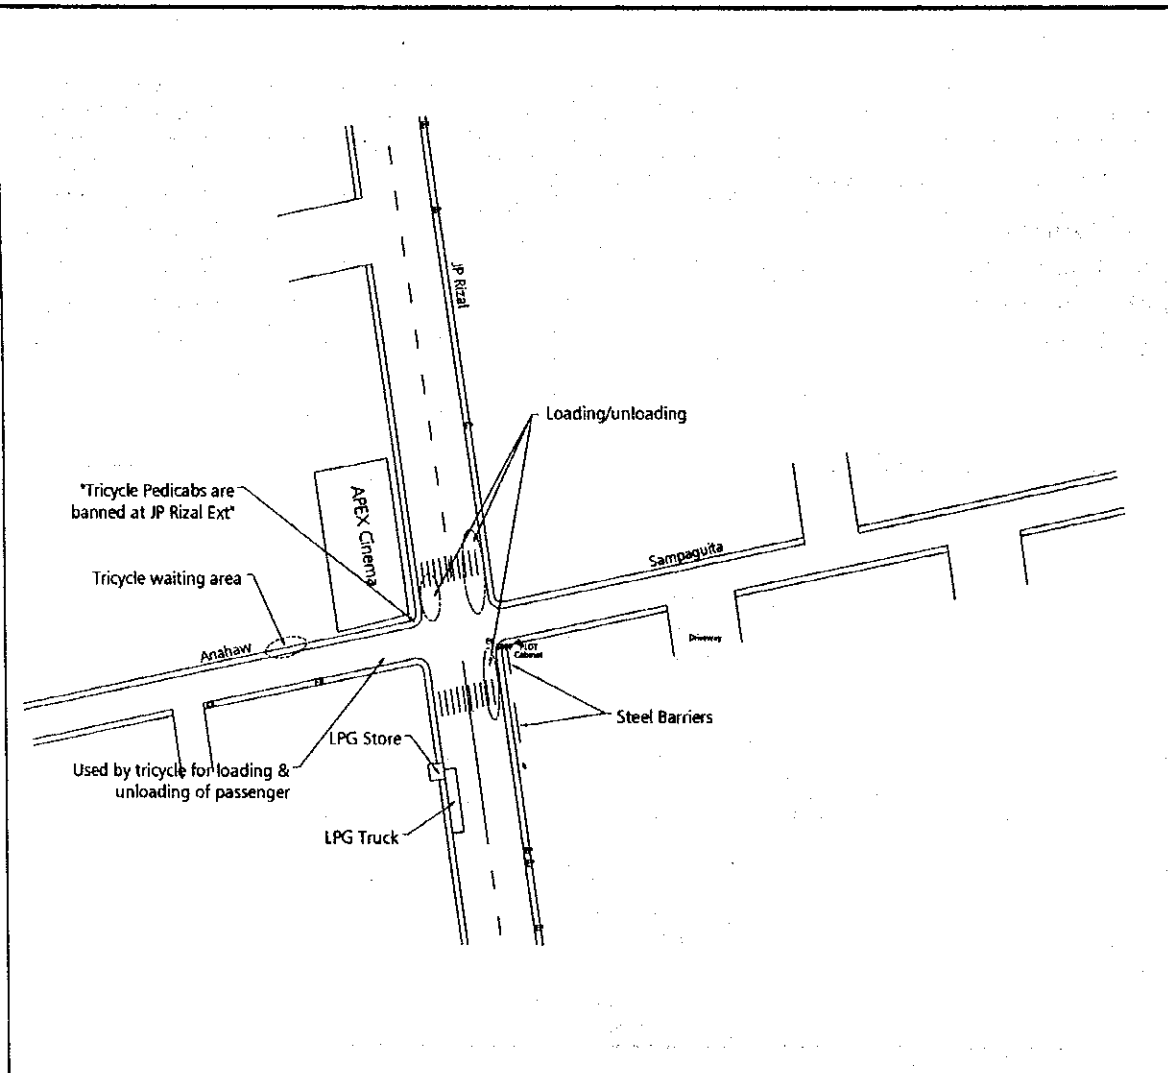 JP Rizal
Loading/unloading
"Tricycle Pedicabs are
banned at JP Rizal Ext"
APEX Cinema
Sampaguita
Tricycle waiting area
Anahaw
Driveway
PLDT
Cabinet
Steel Barriers
LPG Store
Used by tricycle for loading &
unloading of passenger
LPG Truck